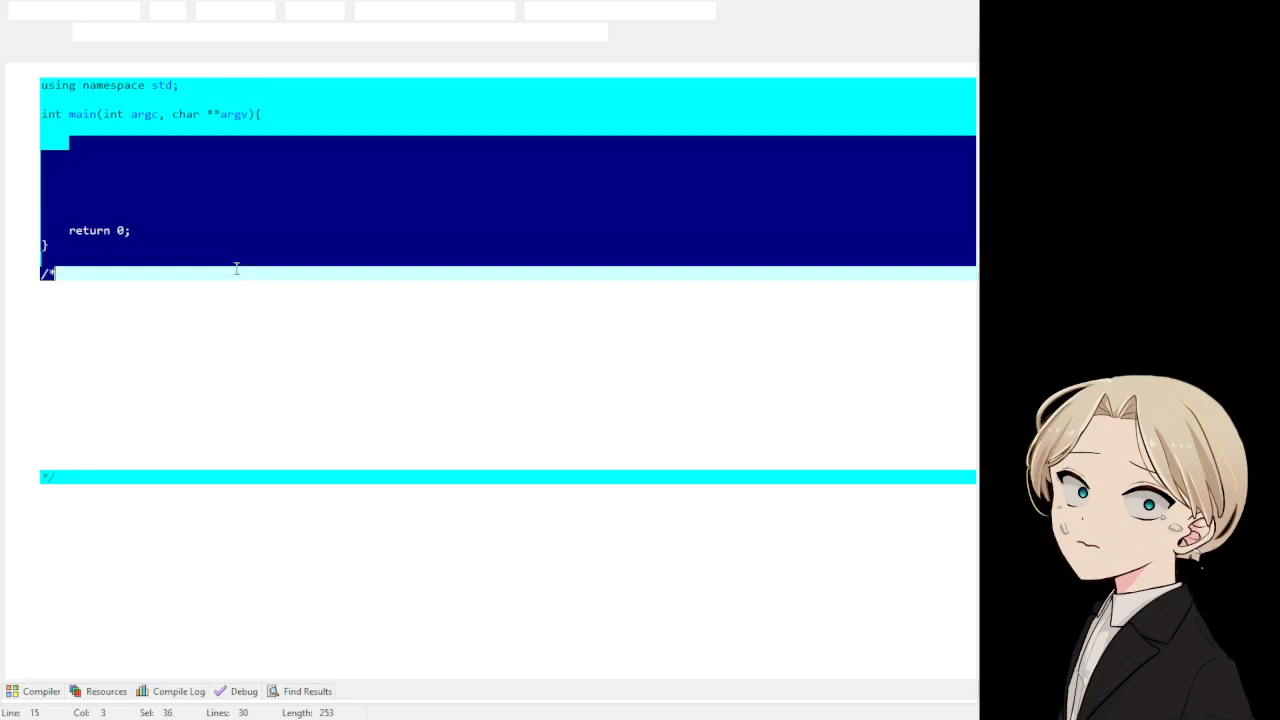 using namespace std;
int main(int argc, char **argv){
return 0;
}
/*
*/
Compiler Resources Compile Log Debug Find Results
Line: 15 Col: 3 Sel: 36 Lines: 30 Length: 253